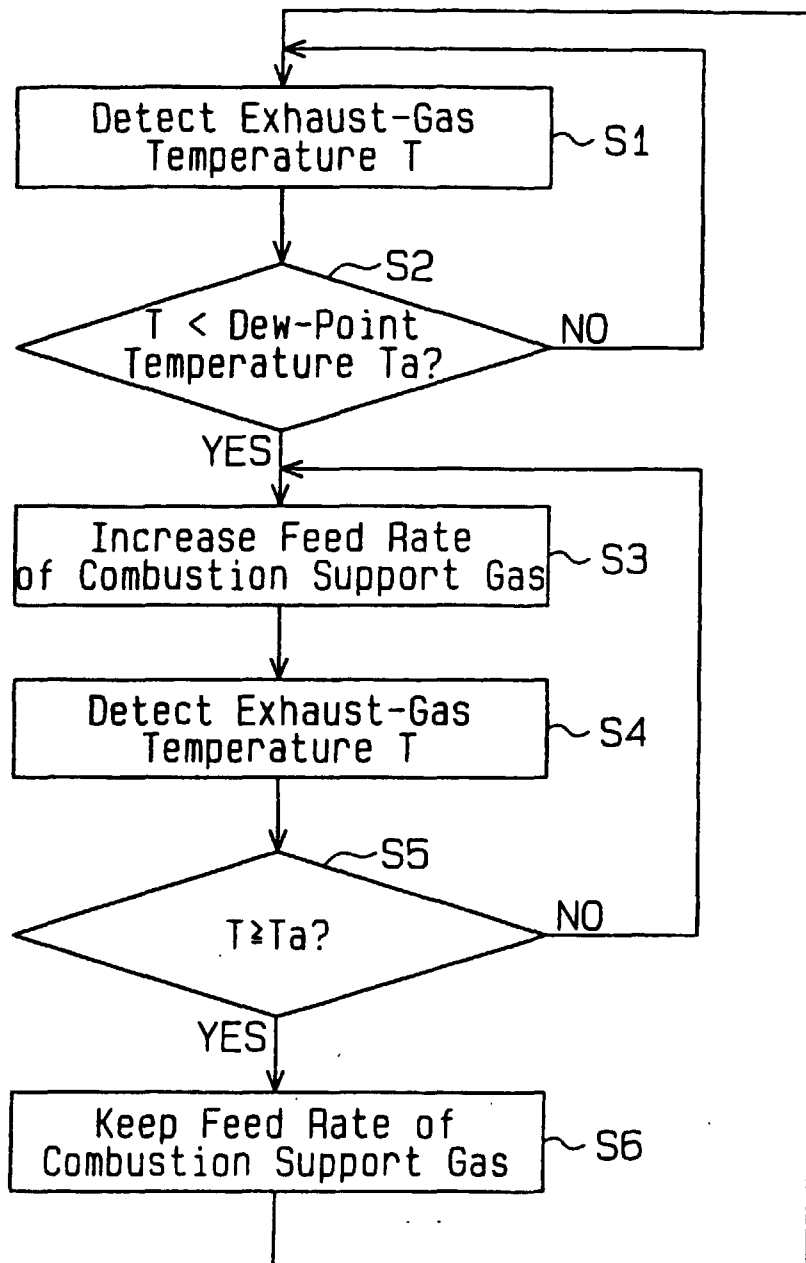 Detect Exhaust-Gas
Temperature T
S1
S2
T < Dew-Point
Temperature Ta?
NO
YES
Increase Feed Rate
of Combustion Support Gas
S3
Detect Exhaust-Gas
Temperature T
S4
S5
T≧Ta?
NO
YES
Keep Feed Rate of
Combustion Support Gas
S6